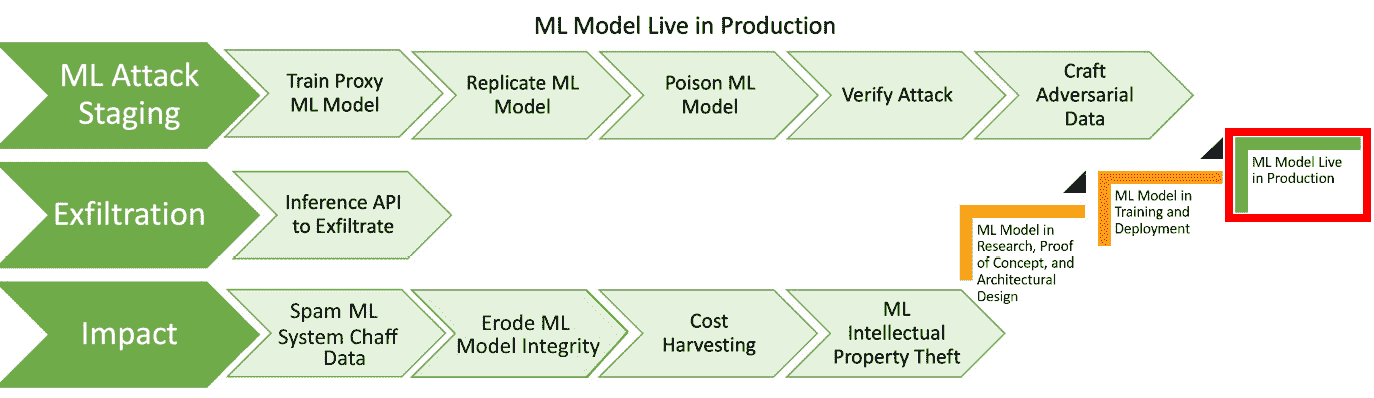 ML Model Live in Production
ML Attack
Staging
Train Proxy
ML Model
Replicate ML
Model
Poison ML
Model
Verify Attack
Craft
Adversarial
Data
Exfiltration
Inference API
to Exfiltrate
Impact
Spam ML
System Chaff
Data
Erode ML
Model Integrity
Cost
Harvesting
ML
Intellectual
Property Theft
ML Model in
Research, Proof
of Concept, and
Architectural
Design
ML Model in
Training and
Deployment
ML Model Live
in Production